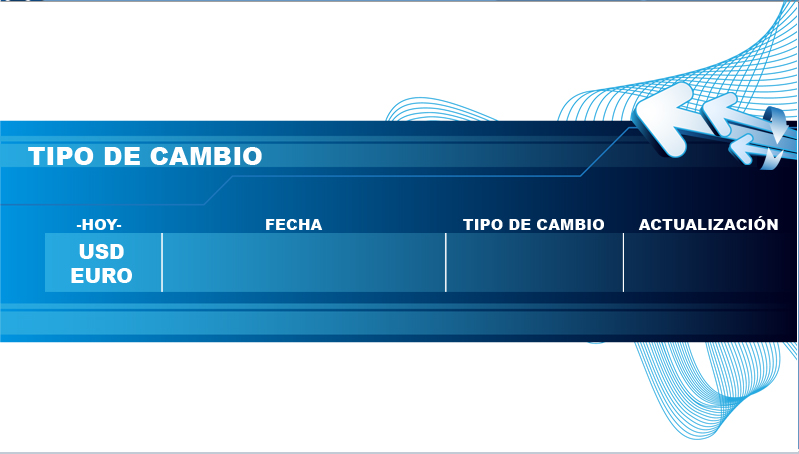 TIPO DE CAMBIO
-HOY- FECHA TIPO DE CAMBIO ACTUALIZACIÓN
USD
EURO